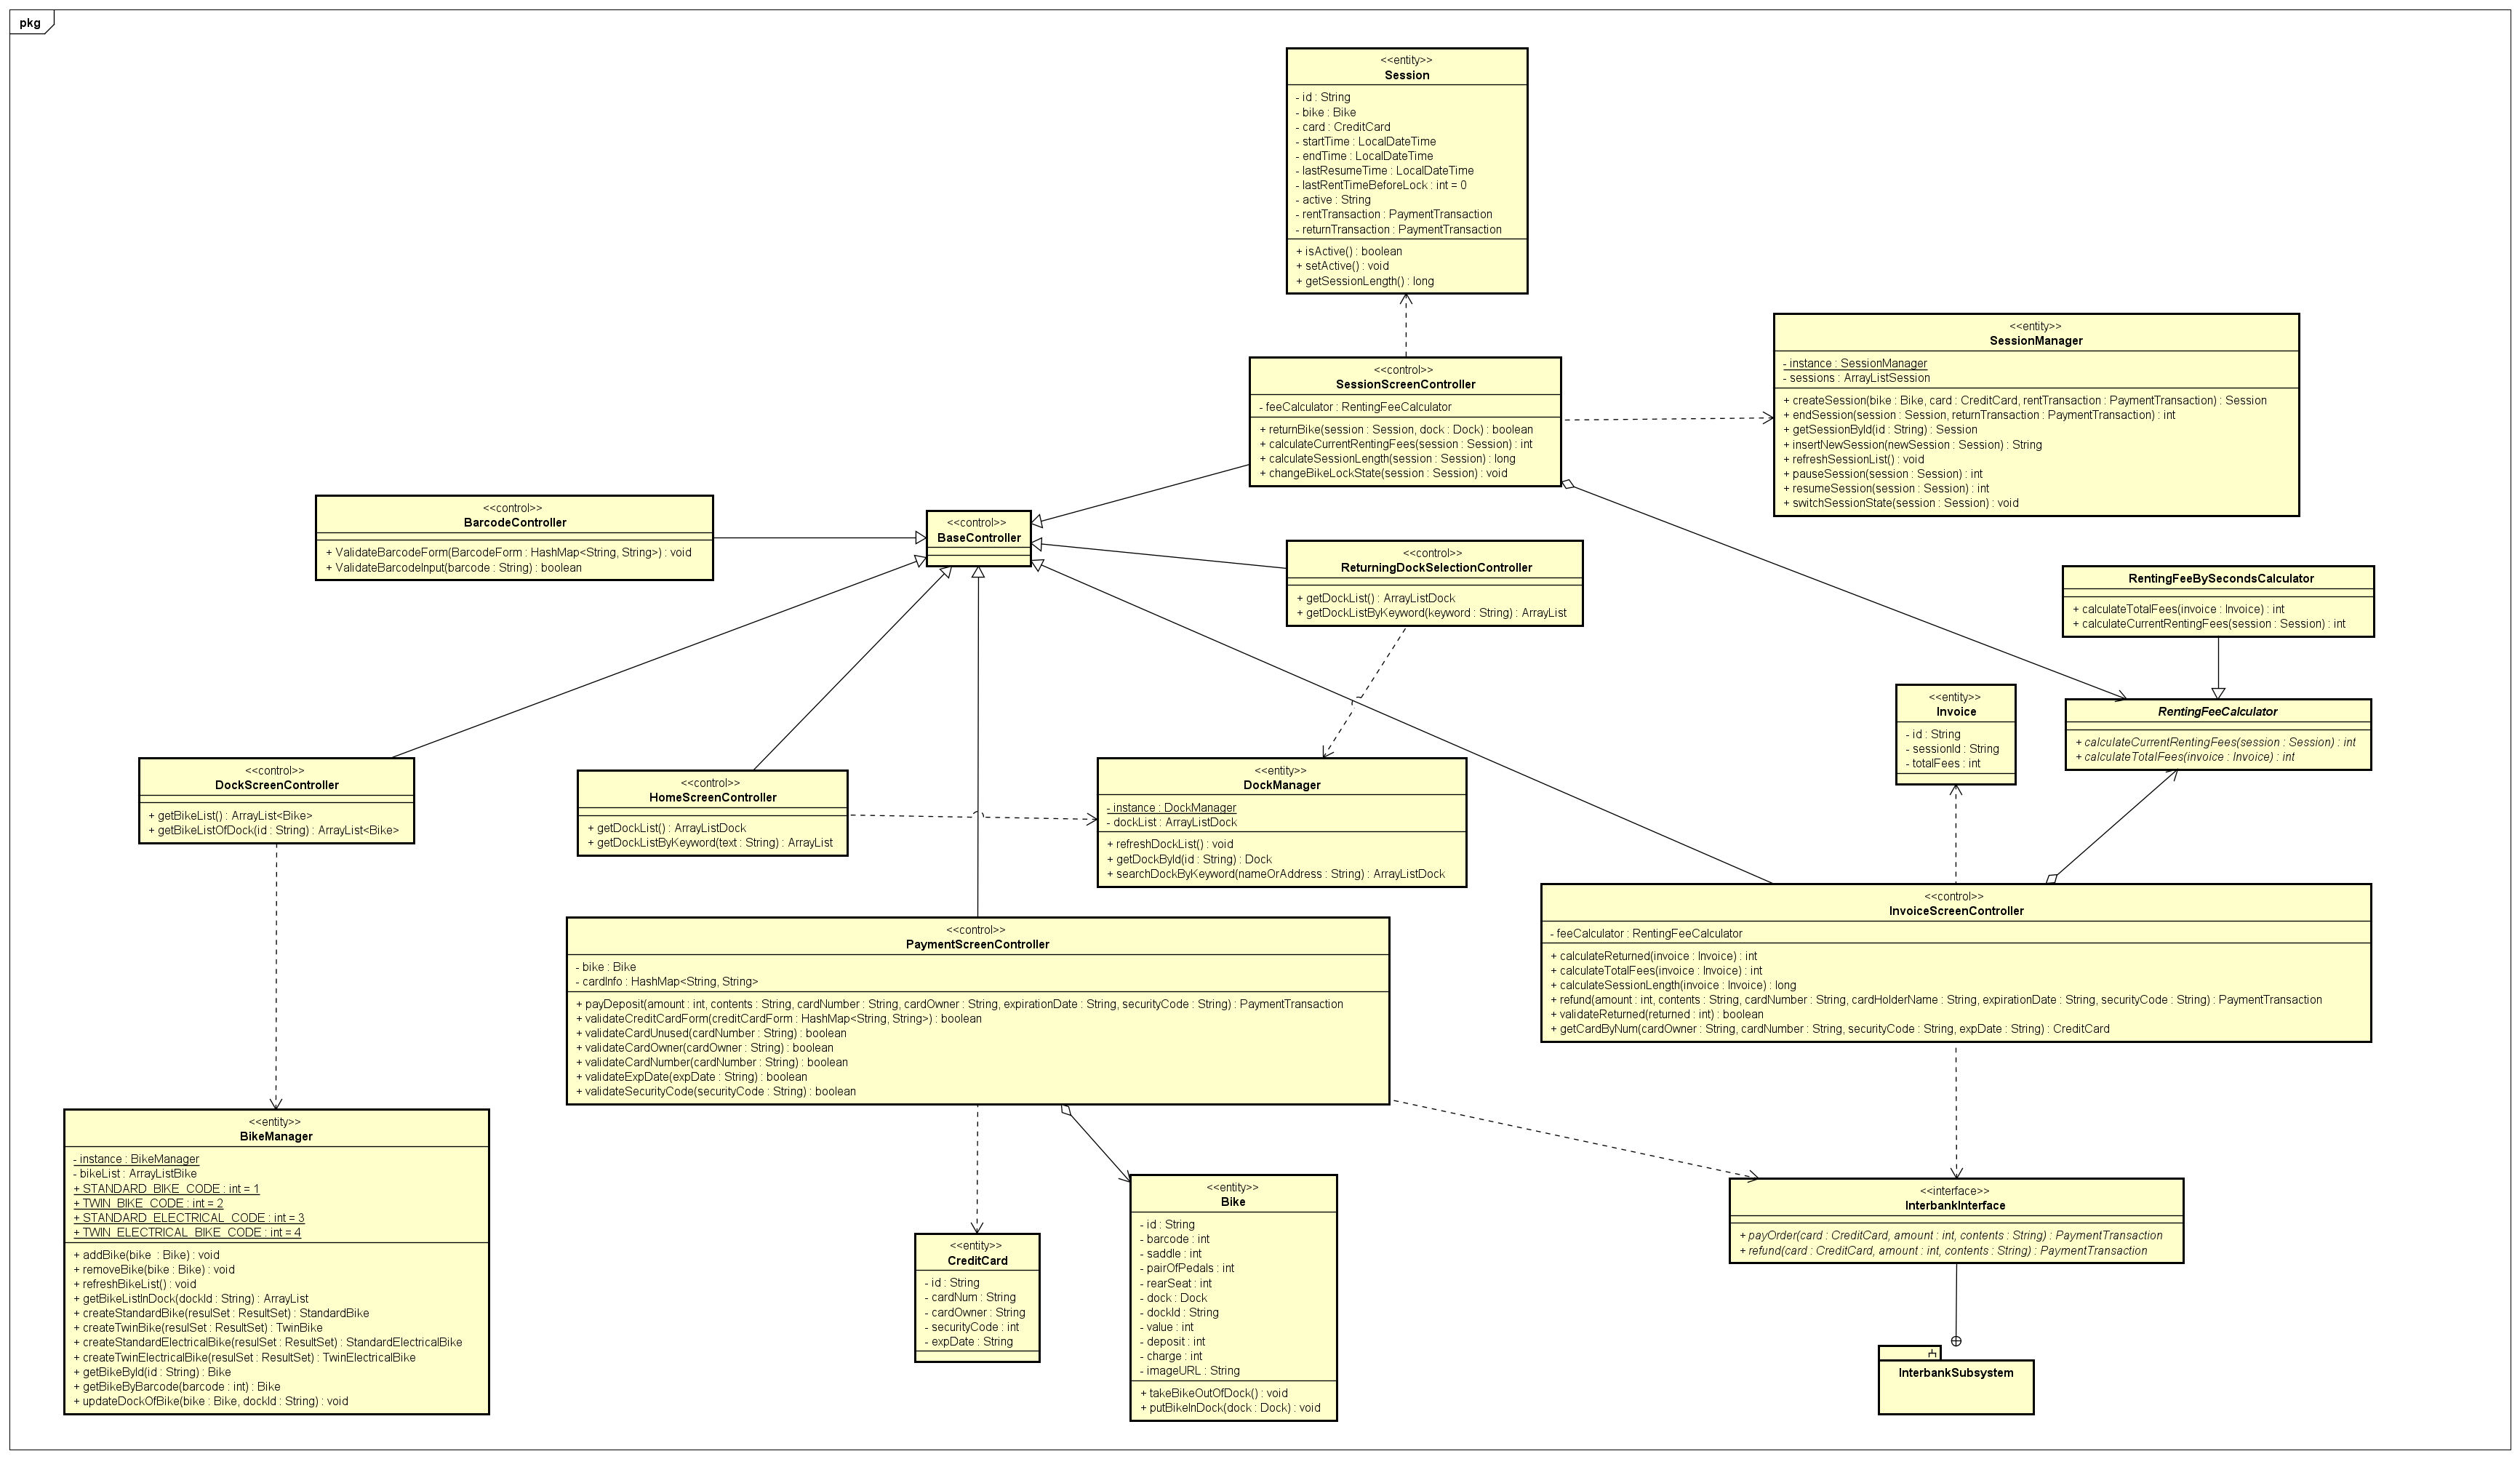 pkg
<<entity>>
Session
- id : String
- bike : Bike
- card : CreditCard
- startTime : LocalDateTime
- endTime : LocalDateTime
- lastResumeTime : LocalDateTime
- lastRentTimeBeforeLock : int = 0
- active : String
- rentTransaction : PaymentTransaction
- returnTransaction : PaymentTransaction
+ isActive() : boolean
+ setActive() : void
+ getSessionLength() : long
<<entity>>
SessionManager
- instance : SessionManager
- sessions : ArrayListSession
+ createSession(bike : Bike, card : CreditCard, rentTransaction : PaymentTransaction) : Session
+ endSession(session : Session, returnTransaction : PaymentTransaction) : int
+ getSessionById(id : String) : Session
+ insertNewSession(newSession : Session) : String
+ refreshSessionList() : void
+ pauseSession(session : Session) : int
+ resumeSession(session : Session) : int
+ switchSessionState(session : Session) : void
<<control>>
SessionScreenController
- feeCalculator : RentingFeeCalculator
+ returnBike(session : Session, dock : Dock) : boolean
+ calculateCurrentRentingFees(session : Session) : int
+ calculateSessionLength(session : Session) : long
+ changeBikeLockState(session : Session) : void
<<control>>
BarcodeController
+ ValidateBarcodeForm(BarcodeForm : HashMap<String, String>) : void
+ ValidateBarcodeInput(barcode : String) : boolean
<<control>>
BaseController
<<control>>
ReturningDockSelectionController
+ getDockList() : ArrayListDock
+ getDockListByKeyword(keyword : String) : ArrayList
RentingFeeBySecondsCalculator
+ calculateTotalFees(invoice : Invoice) : int
+ calculateCurrentRentingFees(session : Session) : int
<<entity>>
Invoice
- id : String
- sessionId : String
- totalFees : int
RentingFeeCalculator
+ calculateCurrentRentingFees(session : Session) : int
+ calculateTotalFees(invoice : Invoice) : int
<<control>>
DockScreenController
+ getBikeList() : ArrayList<Bike>
+ getBikeListOfDock(id : String) : ArrayList<Bike>
<<control>>
HomeScreenController
+ getDockList() : ArrayListDock
+ getDockListByKeyword(text : String) : ArrayList
<<entity>>
DockManager
- instance : DockManager
- dockList : ArrayListDock
+ refreshDockList() : void
+ getDockById(id : String) : Dock
+ searchDockByKeyword(nameOrAddress : String) : ArrayListDock
<<control>>
InvoiceScreenController
- feeCalculator : RentingFeeCalculator
+ calculateReturned(invoice : Invoice) : int
+ calculateTotalFees(invoice : Invoice) : int
+ calculateSessionLength(invoice : Invoice) : long
+ refund(amount : int, contents : String, cardNumber : String, cardHolderName : String, expirationDate : String, securityCode : String) : PaymentTransaction
+ validateReturned(returned : int) : boolean
+ getCardByNum(cardOwner : String, cardNumber : String, securityCode : String, expDate : String) : CreditCard
<<control>>
PaymentScreenController
- bike : Bike
- cardInfo : HashMap<String, String>
+ payDeposit(amount : int, contents : String, cardNumber : String, cardOwner : String, expirationDate : String, securityCode : String) : PaymentTransaction
+ validateCreditCardForm(creditCardForm : HashMap<String, String>) : boolean
+ validateCardUnused(cardNumber : String) : boolean
+ validateCardOwner(cardOwner : String) : boolean
+ validateCardNumber(cardNumber : String) : boolean
+ validateExpDate(expDate : String) : boolean
+ validateSecurityCode(securityCode : String) : boolean
<<entity>>
BikeManager
- instance : BikeManager
- bikeList : ArrayListBike
+ STANDARD_BIKE_CODE : int = 1
+ TWIN_BIKE_CODE : int = 2
+ STANDARD_ELECTRICAL_CODE : int = 3
+ TWIN_ELECTRICAL_BIKE_CODE : int = 4
+ addBike(bike : Bike) : void
+ removeBike(bike : Bike) : void
+ refreshBikeList() : void
+ getBikeListInDock(dockId : String) : ArrayList
+ createStandardBike(resulSet : ResultSet) : StandardBike
+ createTwinBike(resulSet : ResultSet) : TwinBike
+ createStandardElectricalBike(resulSet : ResultSet) : StandardElectricalBike
+ createTwinElectricalBike(resulSet : ResultSet) : TwinElectricalBike
+ getBikeById(id : String) : Bike
+ getBikeByBarcode(barcode : int) : Bike
+ updateDockOfBike(bike : Bike, dockId : String) : void
<<entity>>
CreditCard
- id : String
- cardNum : String
- cardOwner : String
- securityCode : int
- expDate : String
<<entity>>
Bike
- id : String
- barcode : int
- saddle : int
- pairOfPedals : int
- rearSeat : int
- dock : Dock
- dockId : String
- value : int
- deposit : int
- charge : int
- imageURL : String
+ takeBikeOutOfDock() : void
+ putBikeInDock(dock : Dock) : void
<<interface>>
InterbankInterface
+ payOrder(card : CreditCard, amount : int, contents : String) : PaymentTransaction
+ refund(card : CreditCard, amount : int, contents : String) : PaymentTransaction
InterbankSubsystem